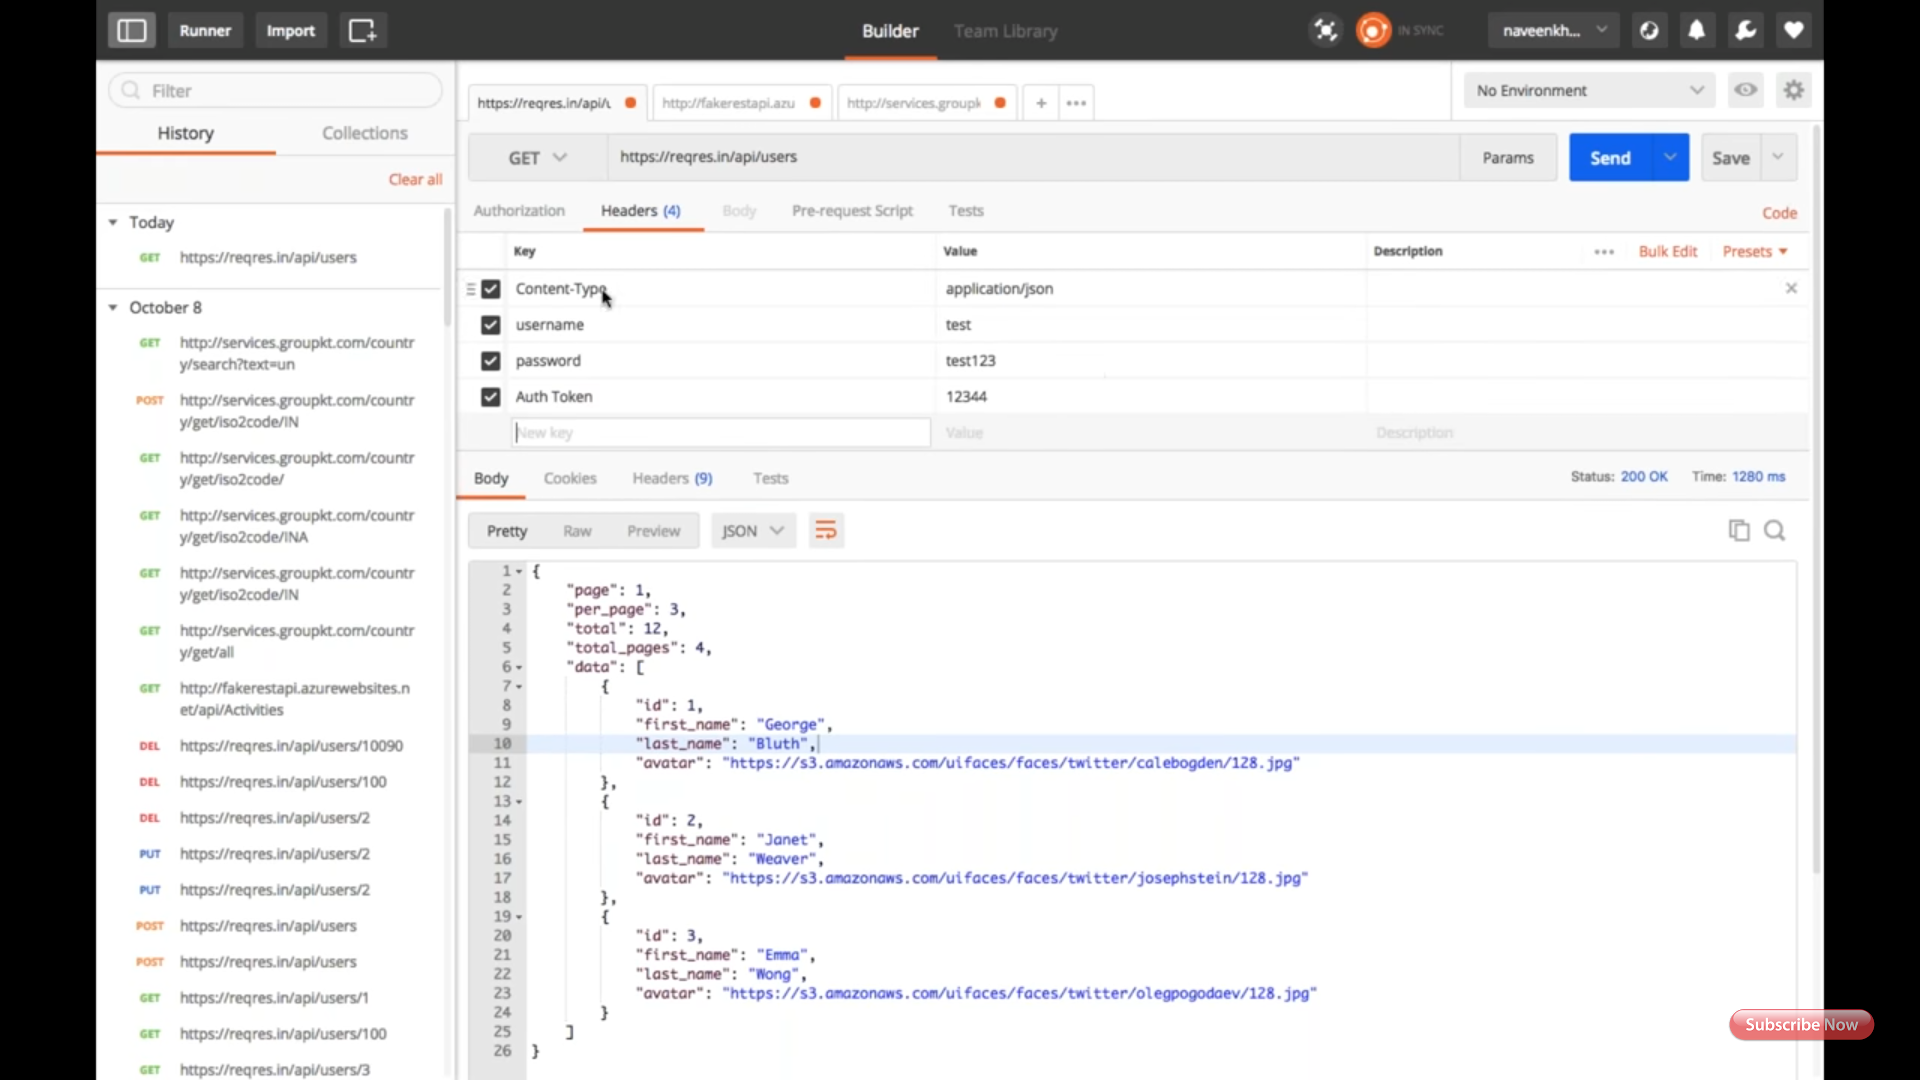 Runner
Import
Builder
Team Library
IN SYNC
naveenkh...
Filter
History
Collections
Clear all
Today
GET https://reqres.in/api/users
October 8
GET http://services.groupkt.com/countr
y/search?text=un
POST http://services.groupkt.com/countr
y/get/iso2code/IN
GET http://services.groupkt.com/countr
y/get/iso2code/
GET http://services.groupkt.com/countr
y/get/iso2code/INA
GET http://services.groupkt.com/countr
y/get/iso2code/IN
GET http://services.groupkt.com/countr
y/get/all
GET http://fakerestapi.azurewebsites.n
et/api/Activities
DEL https://reqres.in/api/users/10090
DEL https://reqres.in/api/users/100
DEL https://reqres.in/api/users/2
PUT https://reqres.in/api/users/2
PUT https://reqres.in/api/users/2
POST https://reqres.in/api/users
POST https://reqres.in/api/users
GET https://reqres.in/api/users/1
GET https://reqres.in/api/users/100
GET https://reqres.in/api/users/3
https://reqres.in/api/u
http://fakerestapi.azu
http://services.groupk
+
•••
No Environment
GET
https://reqres.in/api/users
Params
Send
Save
Authorization
Headers (4)
Body
Pre-request Script
Tests
Code
Key Value Description ••• Bulk Edit Presets
Content-Type application/json
username test
password test123
Auth Token 12344
New key Value Description
Body Cookies Headers (9) Tests Status: 200 OK Time: 1280 ms
Pretty Raw Preview JSON
1 {
2 "page": 1,
3 "per_page": 3,
4 "total": 12,
5 "total_pages": 4,
6 "data": [
7 {
8 "id": 1,
9 "first_name": "George",
10 "last_name": "Bluth",
11 "avatar": "https://s3.amazonaws.com/uifaces/faces/twitter/calebogden/128.jpg"
12 },
13 {
14 "id": 2,
15 "first_name": "Janet",
16 "last_name": "Weaver",
17 "avatar": "https://s3.amazonaws.com/uifaces/faces/twitter/josephstein/128.jpg"
18 },
19 {
20 "id": 3,
21 "first_name": "Emma",
22 "last_name": "Wong",
23 "avatar": "https://s3.amazonaws.com/uifaces/faces/twitter/olegpogodaev/128.jpg"
24 }
25 ]
26 }
Subscribe Now